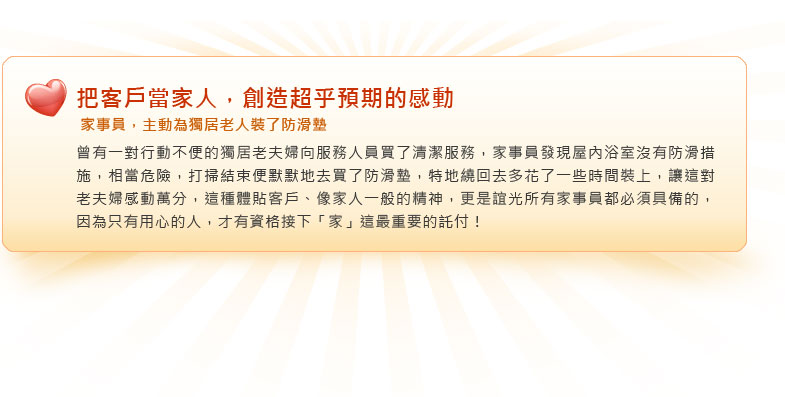 把客戶當家人，創造超乎預期的感動
家事員，主動為獨居老人裝了防滑墊
曾有一對行動不便的獨居老夫婦向服務人員買了清潔服務，家事員發現屋內浴室沒有防滑措
施，相當危險，打掃結束便默默地去買了防滑墊，特地繞回去多花了一些時間裝上，讓這對
老夫婦感動萬分，這種體貼客戶、像家人一般的精神，更是誼光所有家事員都必須具備的，
因為只有用心的人，才有資格接下「家」這最重要的託付！